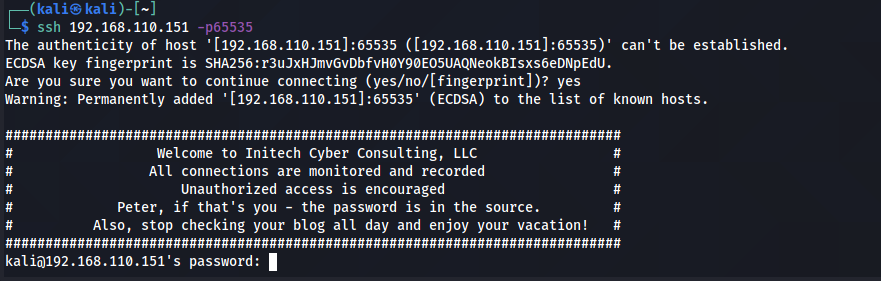 ┌──(kali㉿kali)-[~]
└─$ ssh 192.168.110.151 -p65535
The authenticity of host '[192.168.110.151]:65535 ([192.168.110.151]:65535)' can't be established.
ECDSA key fingerprint is SHA256:r3uJxHJmvGvDbfvH0Y90EO5UAQNeokBIsxs6eDNpEdU.
Are you sure you want to continue connecting (yes/no/[fingerprint])? yes
Warning: Permanently added '[192.168.110.151]:65535' (ECDSA) to the list of known hosts.
##############################################################################
# Welcome to Initech Cyber Consulting, LLC #
# All connections are monitored and recorded #
# Unauthorized access is encouraged #
# Peter, if that's you - the password is in the source. #
# Also, stop checking your blog all day and enjoy your vacation! #
##############################################################################
kali@192.168.110.151's password: